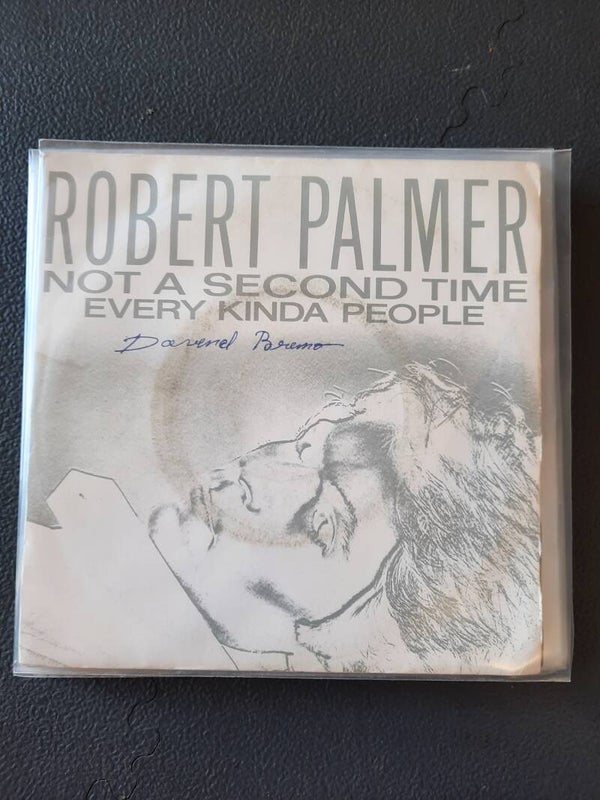 ROBERT PALMER
NOT A SECOND TIME
EVERY KINDA PEOPLE